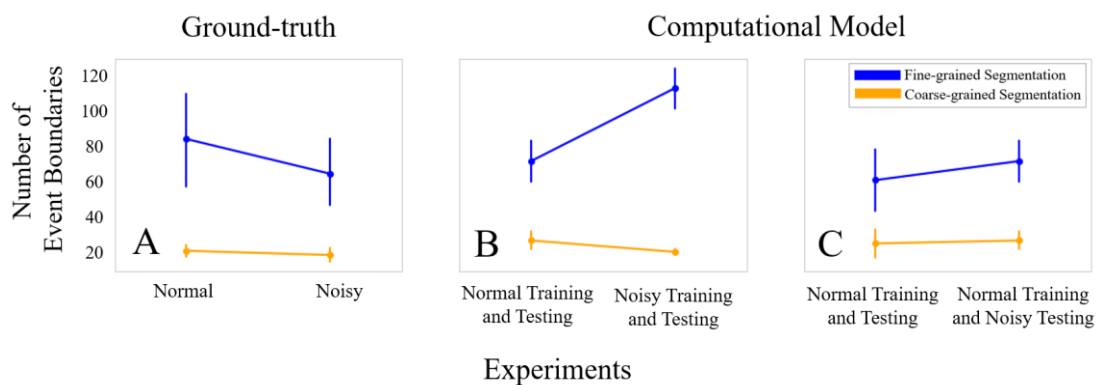 Ground-truth
Computational Model
Number of
Event Boundaries
120
100
80
60
40
20
A
B
C
Fine-grained Segmentation
Coarse-grained Segmentation
Normal
Noisy
Normal Training
and Testing
Noisy Training
and Testing
Normal Training
and Testing
Normal Training
and Noisy Testing
Experiments